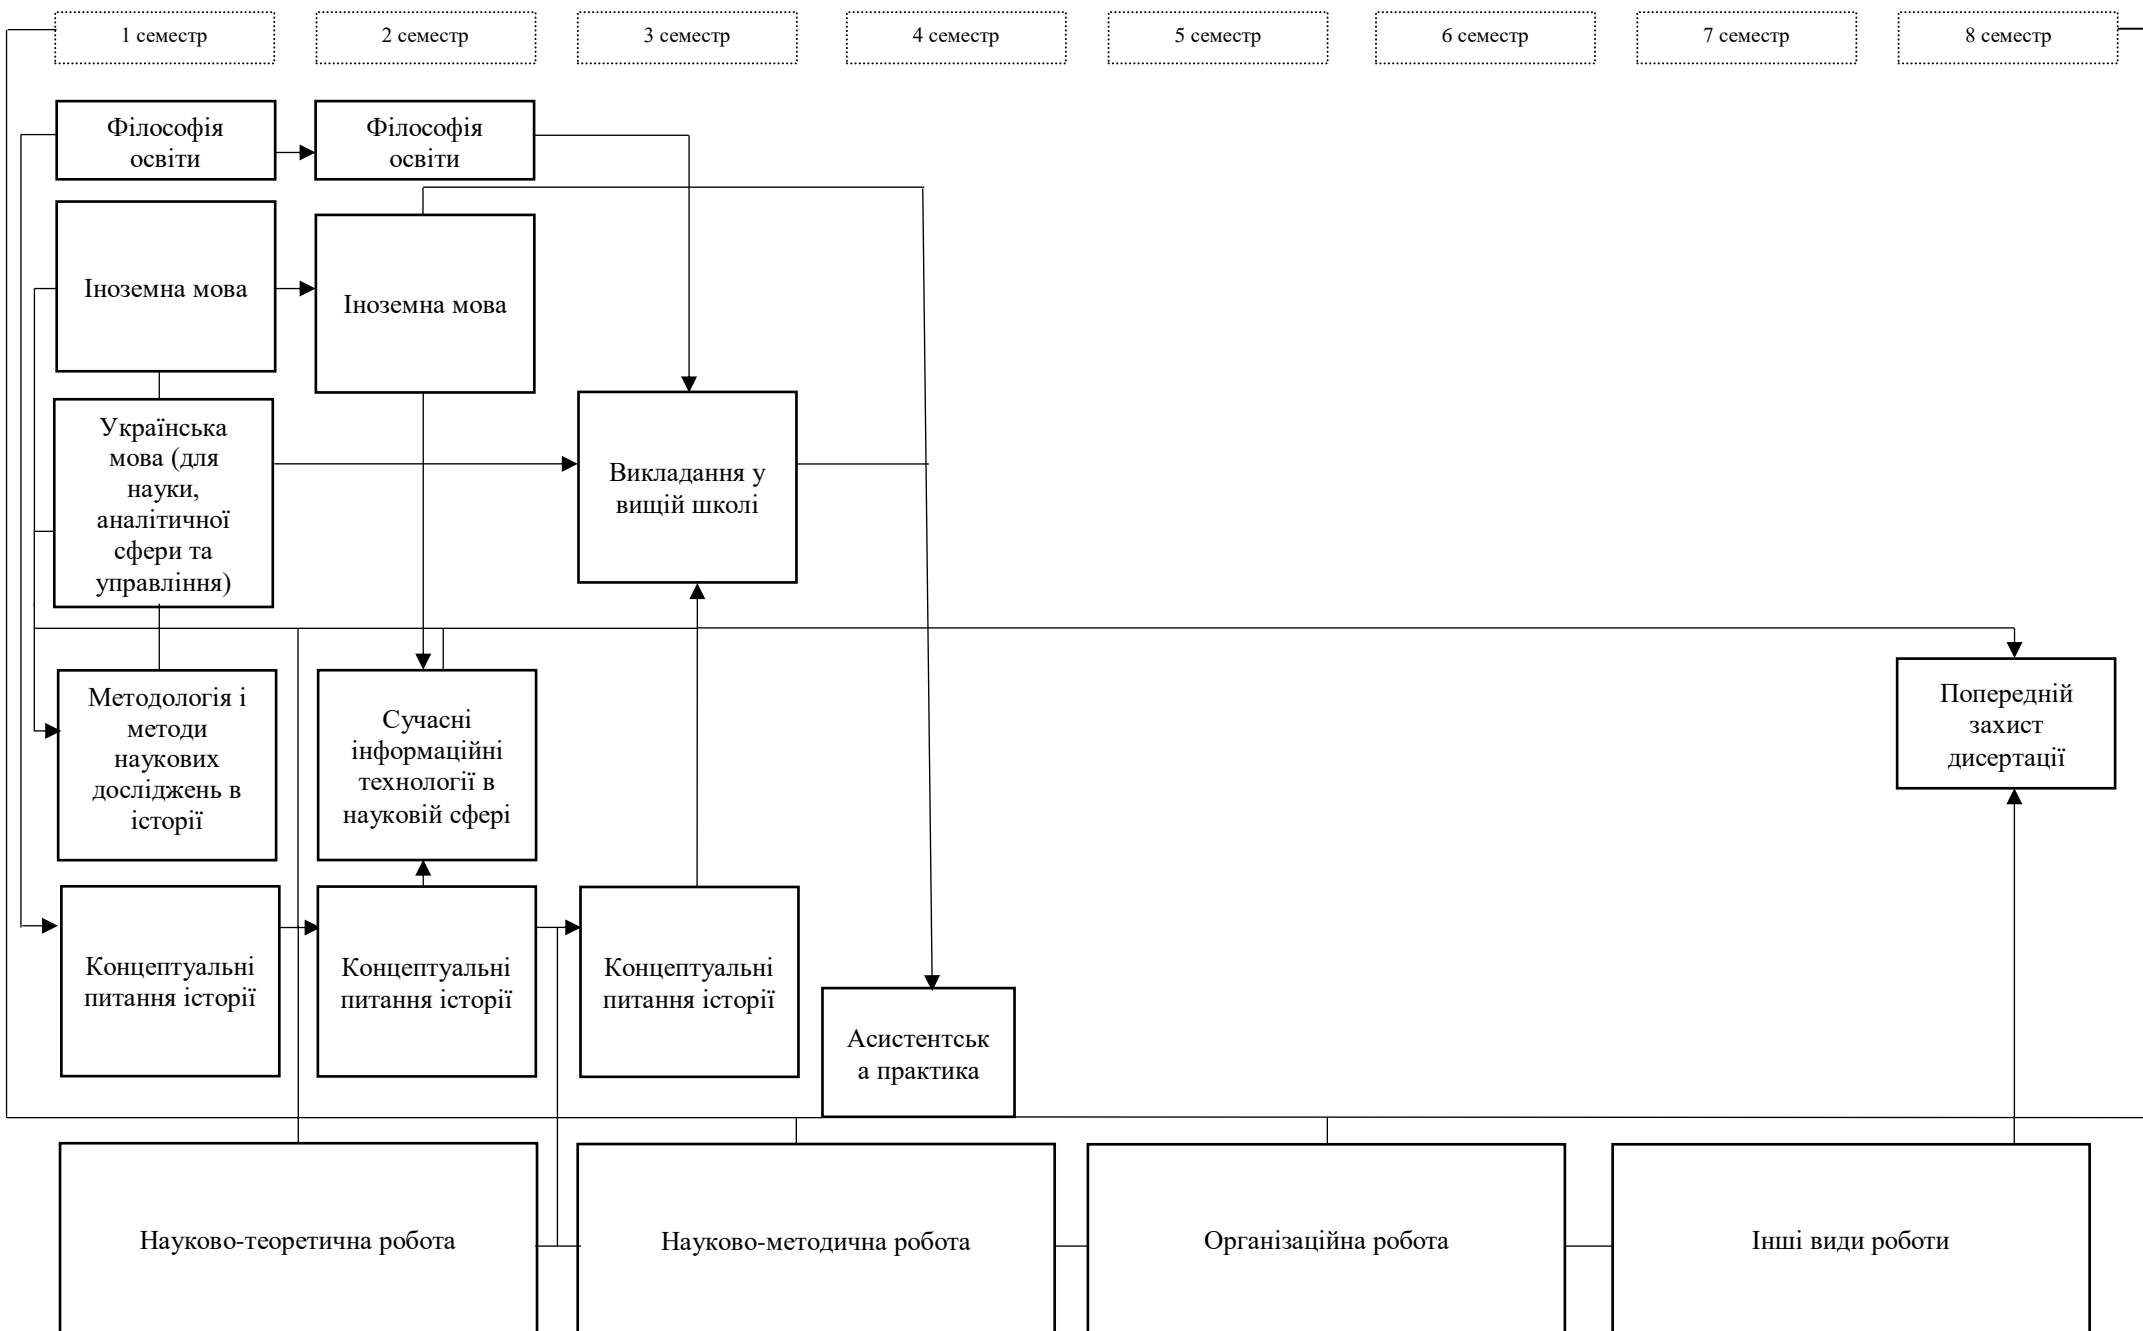 1 семестр
2 семестр
3 семестр
4 семестр
5 семестр
6 семестр
7 семестр
8 семестр
Філософія
освіти
Філософія
освіти
Іноземна мова
Іноземна мова
Українська
мова (для
науки,
аналітичної
сфери та
управління)
Викладання у
вищій школі
Методологія і
методи
наукових
досліджень в
історії
Сучасні
інформаційні
технології в
науковій сфері
Попередній
захист
дисертації
Концептуальні
питання історії
Концептуальні
питання історії
Концептуальні
питання історії
Асистентськ
а практика
Науково-теоретична робота
Науково-методична робота
Організаційна робота
Інші види роботи